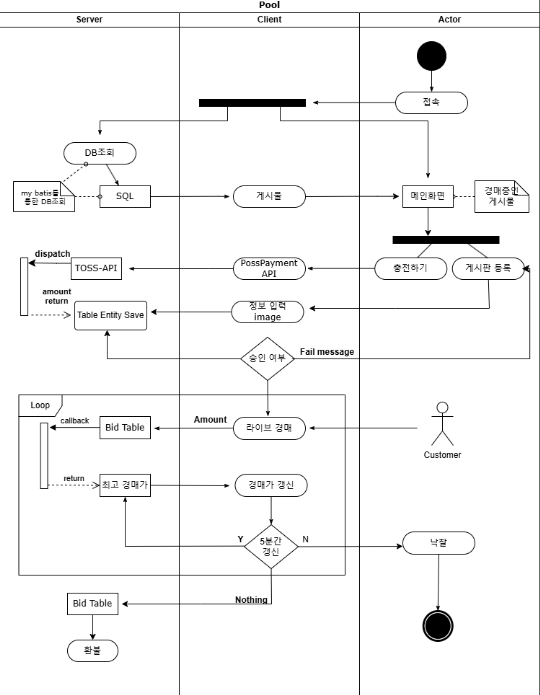 Pool
Server
Client
Actor
접속
DB조회
my batis를
통한 DB조회
SQL
게시물
메인화면
경매중인
게시물
dispatch
TOSS-API
PossPayment
API
충전하기
게시판 등록
amount
return
Table Entity Save
정보 입력
image
승인 여부
Fail message
Loop
callback
Bid Table
Amount
라이브 경매
Customer
return
최고 경매가
경매가 갱신
Y
5분간
갱신
N
낙찰
Bid Table
Nothing
환불